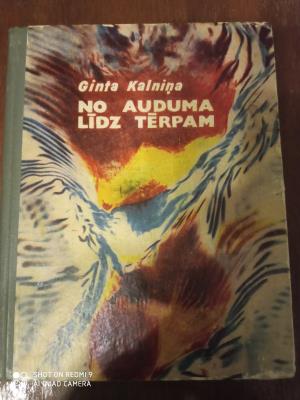 Ginta Kalniņa
NO AUDUMA
LĪDZ TĒRPAM
SHOT ON REDMI 9
AI QUAD CAMERA